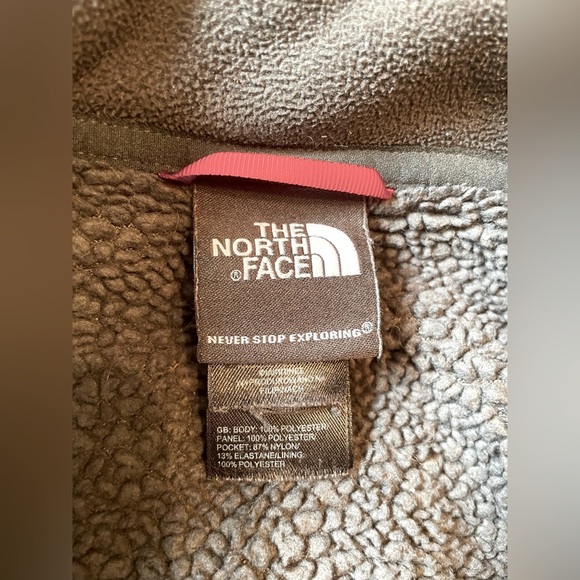 THE
NORTH
® FACE
NEVER STOP EXPLORING®
GB: BODY: 100% POLYESTER
PANEL: 100% POLYESTER/
POCKET: 87% NYLON/
13% ELASTANE/LINING:
100% POLYESTER